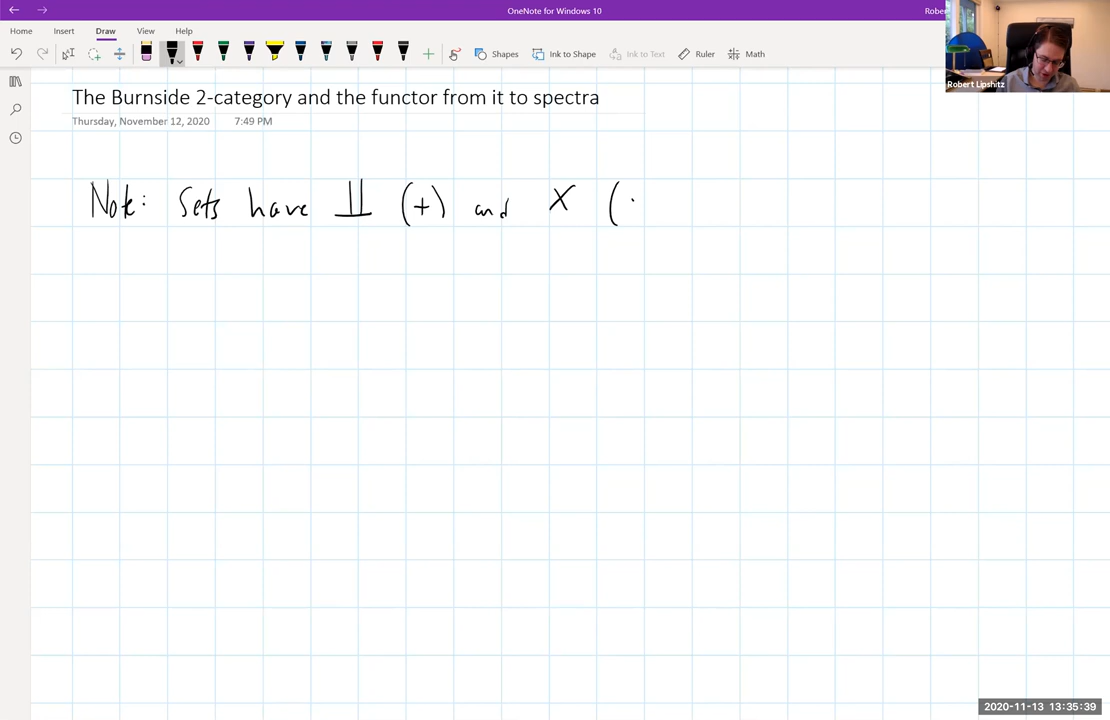 OneNote for Windows 10
Rober
Home Insert Draw View Help
Shapes Ink to Shape Ink to Text Ruler Math
Robert Lipshitz
The Burnside 2-category and the functor from it to spectra
Thursday, November 12, 2020 7:49 PM
Note: Sets have ⨿ (+) and × (·
2020-11-13 13:35:39